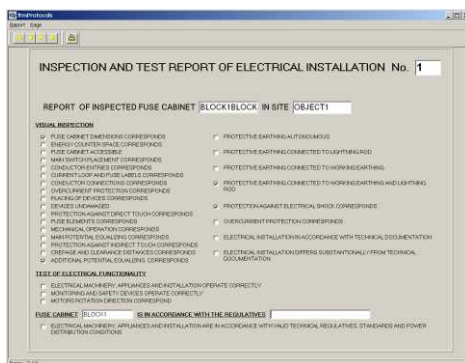 frmProtocols
INSPECTION AND TEST REPORT OF ELECTRICAL INSTALLATION No. 1
REPORT OF INSPECTED FUSE CABINET BLOCK1BLOCK IN SITE OBJECT1
VISUAL INSPECTION
FUSE CABINET DIMENSIONS CORRESPONDS
ENERGY COUNTER SPACE CORRESPONDS
FUSE CABINET ACCESSIBLE
MAIN SWITCH PLACEMENT CORRESPONDS
CONDUCTOR ENTRIES CORRESPONDS
CURRENT LOOP AND FUSE LABELS CORRESPONDS
CONDUCTOR CONNECTIONS CORRESPONDS
OVERCURRENT PROTECTION CORRESPONDS
PLACING OF DEVICES CORRESPONDS
DEVICES UNDAMAGED
PROTECTION AGAINST DIRECT TOUCH CORRESPONDS
FUSE ELEMENTS CORRESPONDS
MECHANICAL OPERATION CORRESPONDS
MAIN POTENTIAL EQUALIZING CORRESPONDS
PROTECTION AGAINST INDIRECT TOUCH CORRESPONDS
CREPAGE AND CLEARANCE DISTANCES CORRESPONDS
ADDITIONAL POTENTIAL EQUALIZING CORRESPONDS
PROTECTIVE EARTHING AUTONOUMOUS
PROTECTIVE EARTHING CONNECTED TO LIGHTNING ROD
PROTECTIVE EARTHING CONNECTED TO WORKING EARTHING
PROTECTIVE EARTHING CONNECTED TO WORKING EARTHING AND LIGHTNING
ROD
PROTECTION AGAINST ELECTRICAL SHOCK CORRESPONDS
OVERCURRENT PROTECTION CORRESPONDS
ELECTRICAL INSTALLATION IN ACCORDANCE WITH TECHNICAL DOCUMENTATION
ELECTRICAL INSTALLATION DIFFERS SUBSTANTIALLY FROM TECHNICAL
DOCUMENTATION
TEST OF ELECTRICAL FUNCTIONALITY
ELECTRICAL MACHINERY, APPLIANCES AND INSTALLATION OPERATE CORRECTLY
MONITORING AND SAFETY DEVICES OPERATE CORRECTLY
MOTORS ROTATION DIRECTION CORRESPOND
FUSE CABINET BLOCK1 IS IN ACCORDANCE WITH THE REGULATIVES
ELECTRICAL MACHINERY, APPLIANCES AND INSTALLATION ARE IN ACCORDANCE WITH VALID TECHNICAL REGULATIVES, STANDARDS AND POWER
DISTRIBUTION CONDITIONS